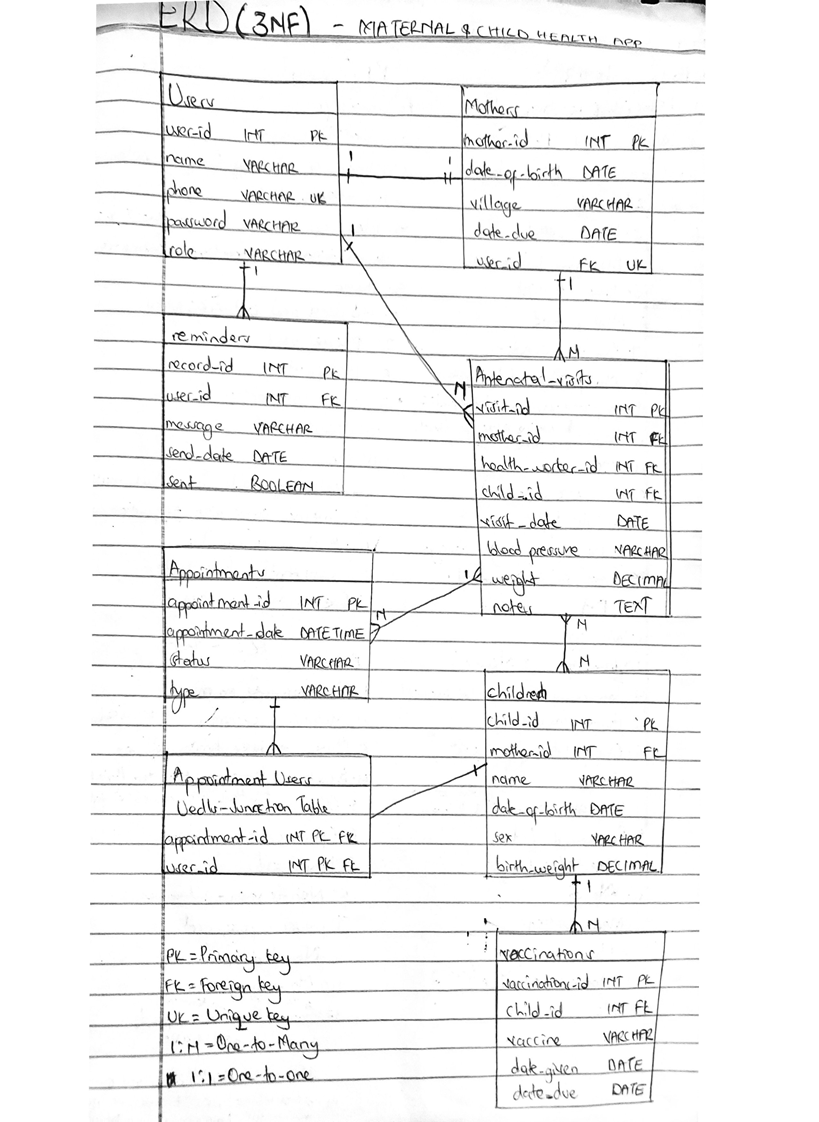 ERD (3NF) - MATERNAL & CHILD HEALTH APP
Users
user-id INT PK
name VARCHAR
phone VARCHAR UK
password VARCHAR
role VARCHAR
1 1
1
1
Mothers
mother-id INT PK
date-of-birth DATE
village VARCHAR
date-due DATE
user-id FK UK
1
M
N
reminders
record-id INT PK
user-id INT FK
message VARCHAR
send-date DATE
sent BOOLEAN
Antenatal-visits
visit-id INT PK
mother-id INT FK
health-worker-id INT FK
child-id INT FK
visit-date DATE
blood pressure VARCHAR
weight DECIMAL
notes TEXT
1
N
N
N
Appointments
appointment-id INT PK
appointment-date DATETIME
status VARCHAR
type VARCHAR
children
child-id INT PK
mother-id INT FK
name VARCHAR
date-of-birth DATE
sex VARCHAR
birth-weight DECIMAL
1
N
Appointment Users
Junction Table
appointment-id INT PK FK
user-id INT PK FK
vaccinations
vaccinations-id INT PK
child-id INT FK
vaccine VARCHAR
date-given DATE
date-due DATE
PK = Primary key
FK = Foreign key
UK = Unique key
1:M = One-to-Many
1:1 = One-to-one